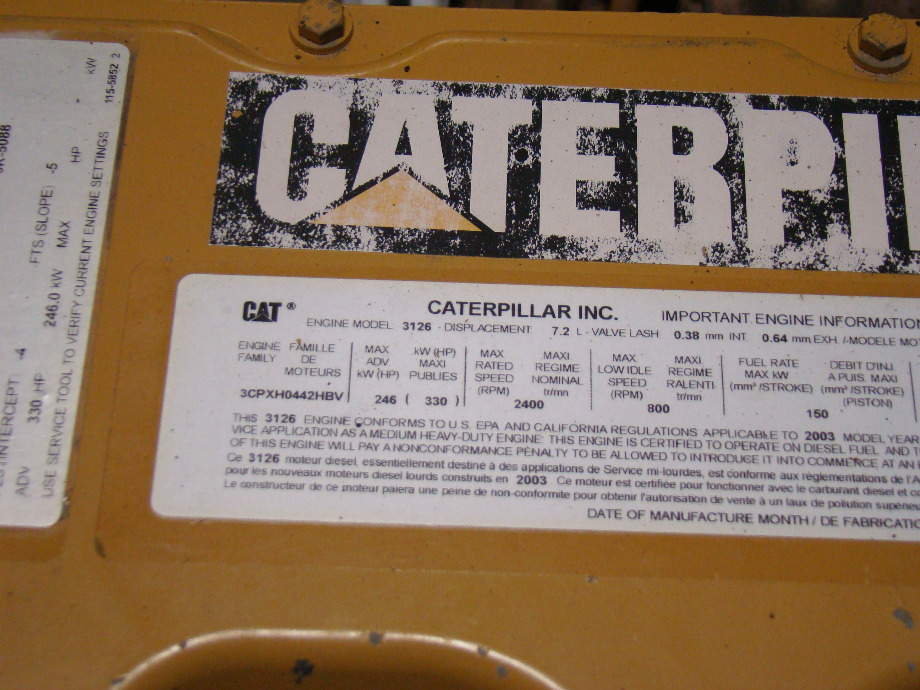 CATERPIL
CAT ® CATERPILLAR INC. IMPORTANT ENGINE INFORMATIO
ENGINE MODEL 3126 - DISPLACEMENT 7.2 L - VALVE LASH 0.38 mm INT 0.64 mm EXH / MODELE MOT
ENGINE FAMILLE
FAMILY DE
MOTEURS
3CPXH0442HBV
MAX kW (HP)
ADV MAXI
kW (HP) PUBLIES
246 ( 330 )
MAX MAXI
RATED REGIME
SPEED NOMINAL
(RPM) tr/mn
2400
MAX MAXI
LOW IDLE REGIME
SPEED RALENTI
(RPM) tr/mn
800
FUEL RATE DEBIT D'INJ
MAX kW A PUIS. MAXI
(mm³ /STROKE) (mm³ /STROKE)
(PISTON)
150
THIS 3126 ENGINE CONFORMS TO U.S. EPA AND CALIFORNIA REGULATIONS APPLICABLE TO 2003 MODEL YEAR
VICE APPLICATION AS A MEDIUM HEAVY-DUTY ENGINE. THIS ENGINE IS CERTIFIED TO OPERATE ON DIESEL FUEL, AND T
OF THIS ENGINE WILL PAY A NONCONFORMANCE PENALTY TO BE ALLOWED TO INTRODUCE IT INTO COMMERCE AT AN
Ce 3126 moteur diesel, essentiellement destiné à des applications de Service mi-lourdes, est conforme aux réglementations de l'A
pour les nouveaux moteurs diesel lourds construits en 2003 Ce moteur est certifiée pour fonctionner avec le carburant diesel et co
Le constructeur de ce moteur paiera une peine de non-conformite pour obtenir l'autorisation de vente à un laux de pollution supérieu
DATE OF MANUFACTURE MONTH / DE FABRICATIO
-5088
INTERCEPT) -4 FTS (SLOPE) -5
ADV 330 HP 246.0 kW MAX HP kW
USE SERVICE TOOL TO VERIFY CURRENT ENGINE SETTINGS 115-5852 2